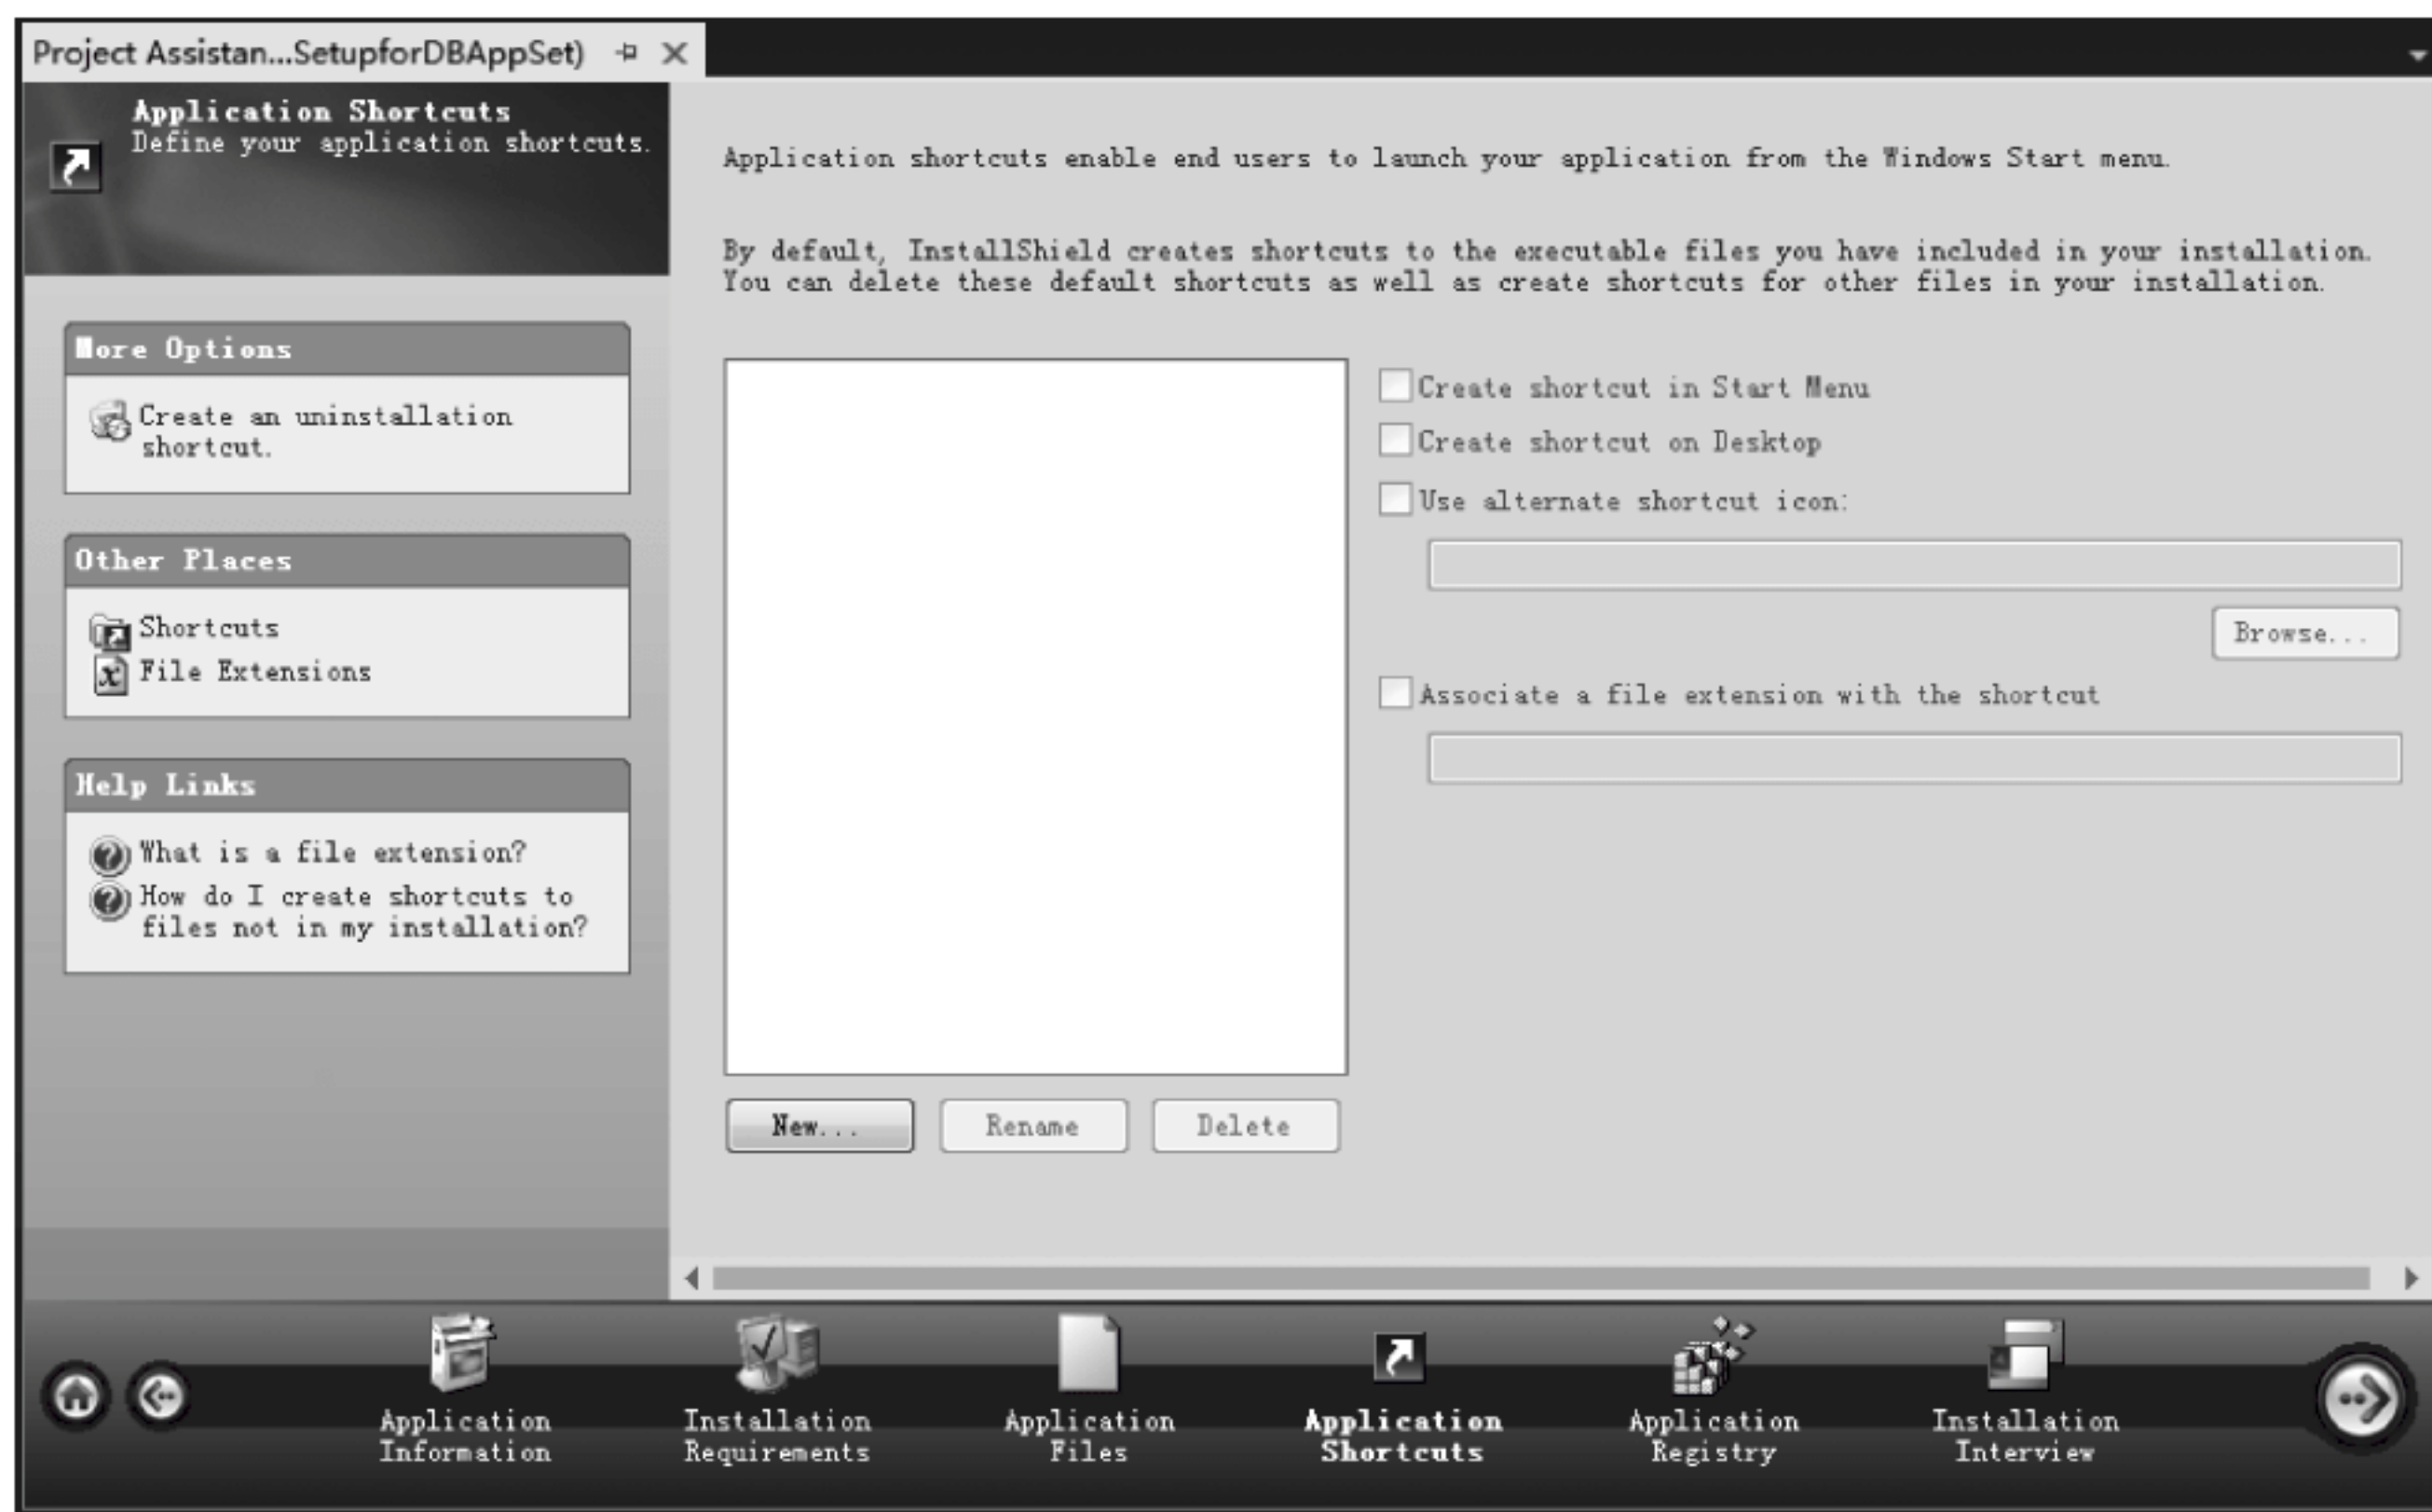 Project Assistan...SetupforDBAppSet)
Application Shortcuts
Define your application shortcuts.
More Options
Create an uninstallation
shortcut.
Other Places
Shortcuts
File Extensions
Help Links
What is a file extension?
How do I create shortcuts to
files not in my installation?
Application shortcuts enable end users to launch your application from the Windows Start menu.
By default, InstallShield creates shortcuts to the executable files you have included in your installation.
You can delete these default shortcuts as well as create shortcuts for other files in your installation.
Create shortcut in Start Menu
Create shortcut on Desktop
Use alternate shortcut icon:
Browse...
Associate a file extension with the shortcut
New...
Rename
Delete
Application
Information
Installation
Requirements
Application
Files
Application
Shortcuts
Application
Registry
Installation
Interview